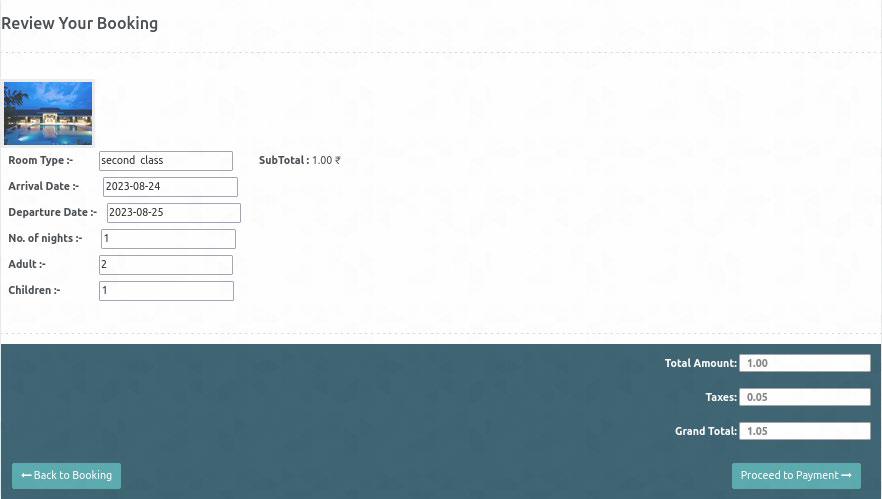 Review Your Booking
Room Type :- second class SubTotal : 1.00 ₹
Arrival Date :- 2023-08-24
Departure Date :- 2023-08-25
No. of nights :- 1
Adult :- 2
Children :- 1
Total Amount: 1.00
Taxes: 0.05
Grand Total: 1.05
← Back to Booking Proceed to Payment →